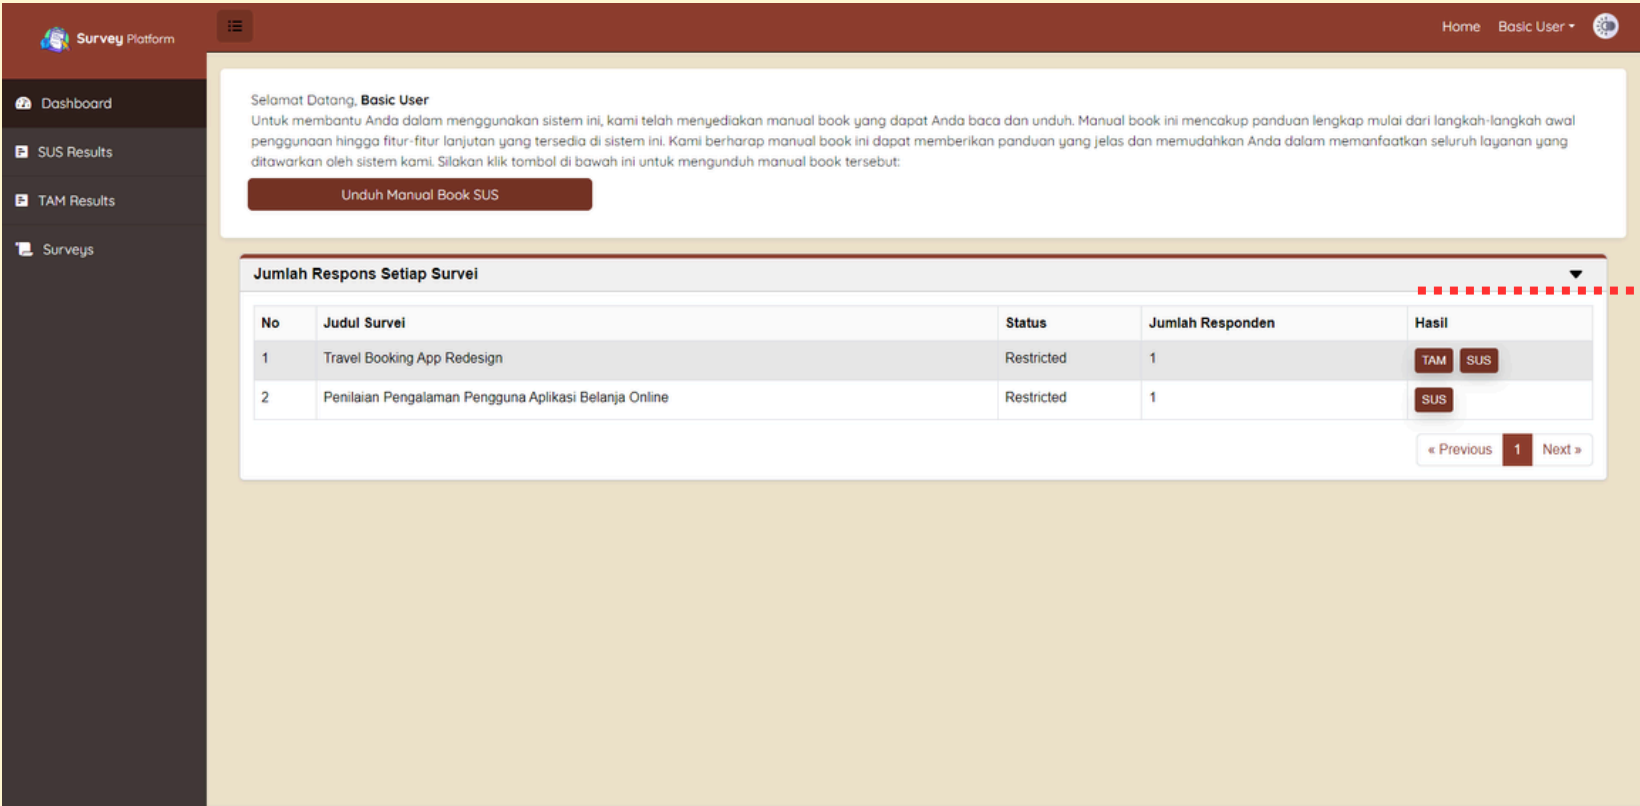 Survey Platform
Home Basic User
Dashboard
SUS Results
TAM Results
Surveys
Selamat Datang, Basic User
Untuk membantu Anda dalam menggunakan sistem ini, kami telah menyediakan manual book yang dapat Anda baca dan unduh. Manual book ini mencakup panduan lengkap mulai dari langkah-langkah awal
penggunaan hingga fitur-fitur lanjutan yang tersedia di sistem ini. Kami berharap manual book ini dapat memberikan panduan yang jelas dan memudahkan Anda dalam memanfaatkan seluruh layanan yang
ditawarkan oleh sistem kami. Silakan klik tombol di bawah ini untuk mengunduh manual book tersebut:
Unduh Manual Book SUS
Jumlah Respons Setiap Survei
No Judul Survei Status Jumlah Responden Hasil
1 Travel Booking App Redesign Restricted 1 TAM SUS
2 Penilaian Pengalaman Pengguna Aplikasi Belanja Online Restricted 1 SUS
« Previous 1 Next »